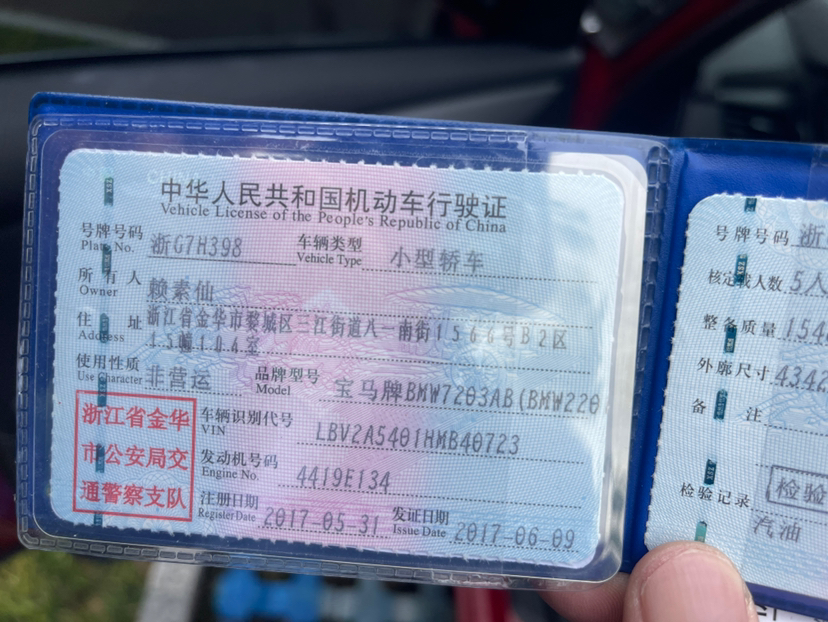 中华人民共和国机动车行驶证
Vehicle License of the People's Republic of China
号牌号码 浙G7H398 车辆类型 小型轿车
Plate No. Vehicle Type
所有人 赖素仙
Owner
住址 浙江省金华市婺城区三江街道八一南街1566号B2区
Address 15幢104室
使用性质 非营运 品牌型号 宝马牌BMW7203AB(BMW220
Use Character Model
浙江省金华
市公安局交
通警察支队
车辆识别代号 LBV2A5401HMB40723
VIN
发动机号码 4419E134
Engine No.
注册日期 2017-05-31 发证日期 2017-06-09
Register Date Issue Date
号牌号码 浙
核定载人数 5人
整备质量 154
外廓尺寸 4342
备注
检验记录 检验
汽油